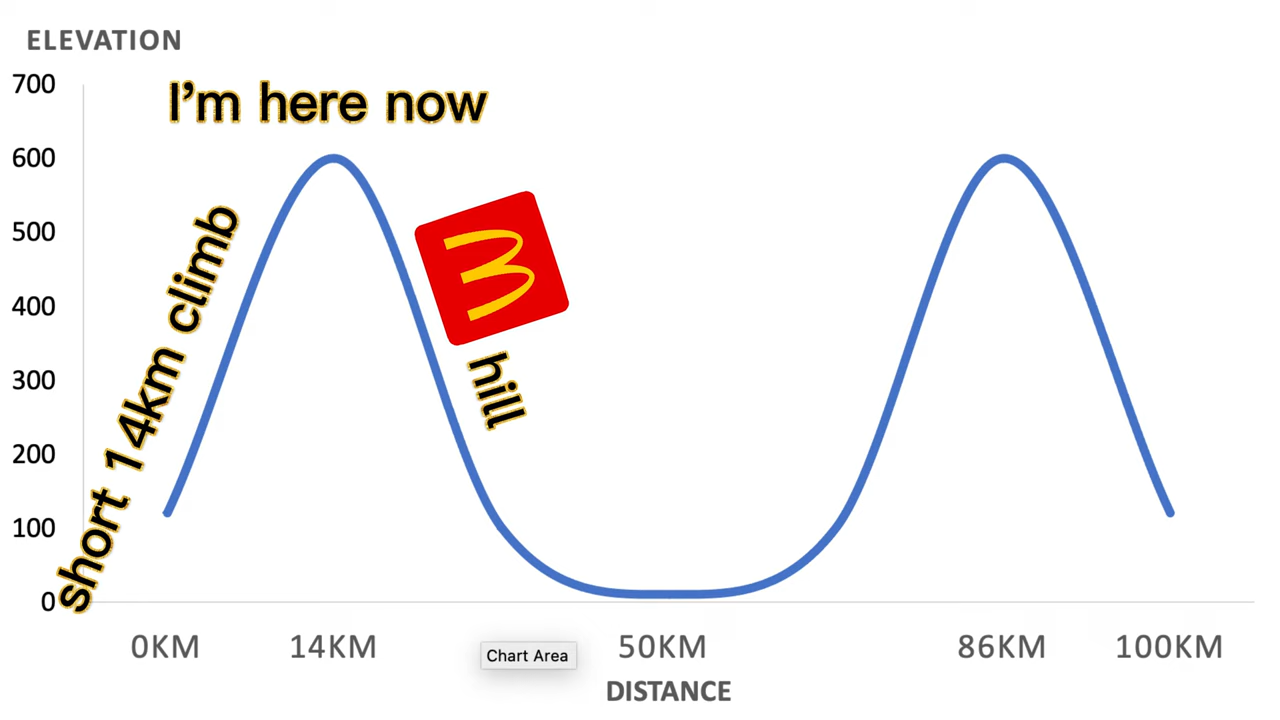 ELEVATION
700
I'm here now
600
500
400
300
200
100
0
short 14km climb
hill
0KM 14KM 50KM 86KM 100KM
Chart Area
DISTANCE